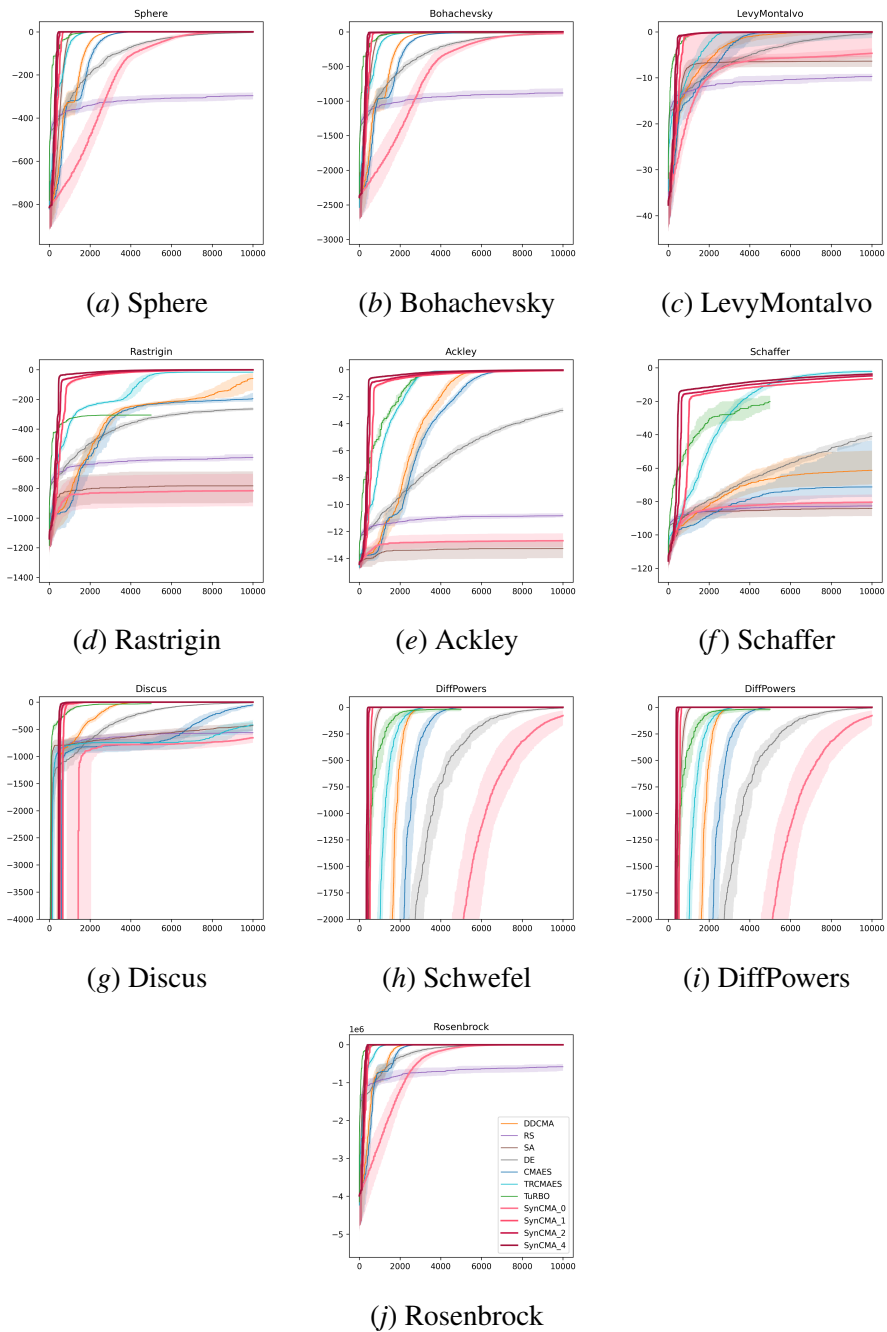 Sphere
0
−200
−400
−600
−800
0 2000 4000 6000 8000 10000
(a) Sphere
Bohachevsky
0
−500
−1000
−1500
−2000
−2500
−3000
0 2000 4000 6000 8000 10000
(b) Bohachevsky
LevyMontalvo
0
−10
−20
−30
−40
0 2000 4000 6000 8000 10000
(c) LevyMontalvo
Rastrigin
0
−200
−400
−600
−800
−1000
−1200
−1400
0 2000 4000 6000 8000 10000
(d) Rastrigin
Ackley
0
−2
−4
−6
−8
−10
−12
−14
0 2000 4000 6000 8000 10000
(e) Ackley
Schaffer
0
−20
−40
−60
−80
−100
−120
0 2000 4000 6000 8000 10000
(f) Schaffer
Discus
0
−500
−1000
−1500
−2000
−2500
−3000
−3500
−4000
0 2000 4000 6000 8000 10000
(g) Discus
DiffPowers
0
−250
−500
−750
−1000
−1250
−1500
−1750
−2000
0 2000 4000 6000 8000 10000
(h) Schwefel
DiffPowers
0
−250
−500
−750
−1000
−1250
−1500
−1750
−2000
0 2000 4000 6000 8000 10000
(i) DiffPowers
Rosenbrock
1e6
0
−1
−2
−3
−4
−5
0 2000 4000 6000 8000 10000
DDCMA
RS
SA
DE
CMAES
TRCMAES
TuRBO
SynCMA_0
SynCMA_1
SynCMA_2
SynCMA_4
(j) Rosenbrock